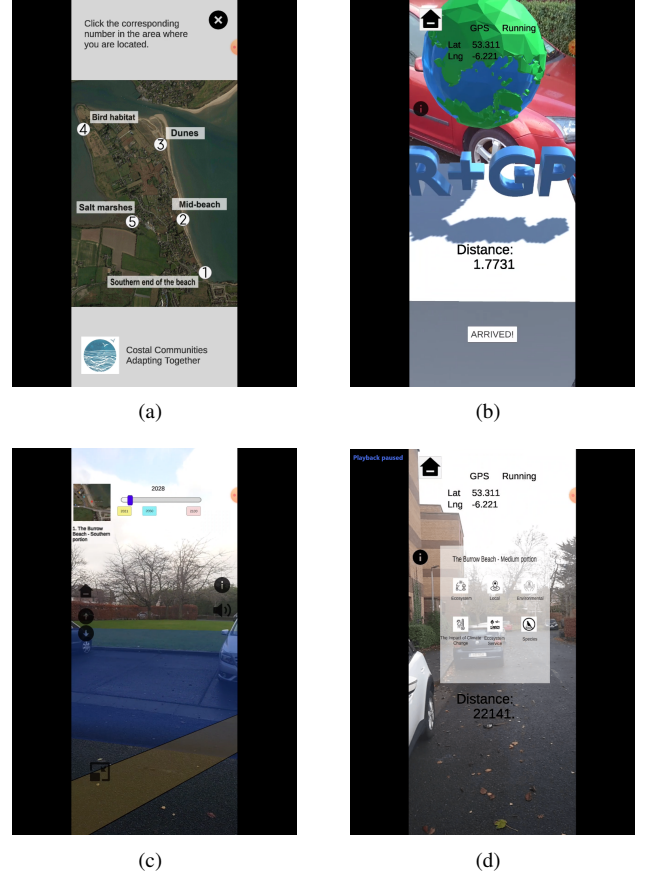 Click the corresponding
number in the area where
you are located.
Bird habitat
4
Dunes
3
Salt marshes
5
Mid-beach
2
1
Southern end of the beach
Costal Communities
Adapting Together
(a)
GPS Running
Lat 53.311
Lng -6.221
i
R+GP
Distance:
1.7731
ARRIVED!
(b)
2028
1. The Burrow
Beach - Southern
portion
i
(c)
Playback paused
GPS Running
Lat 53.311
Lng -6.221
i
The Burrow Beach - Medium portion
Ecosystem
Local
Environmental
The Height of Climate
Change
Ecosystem
Service
Species
Distance:
22141.
(d)